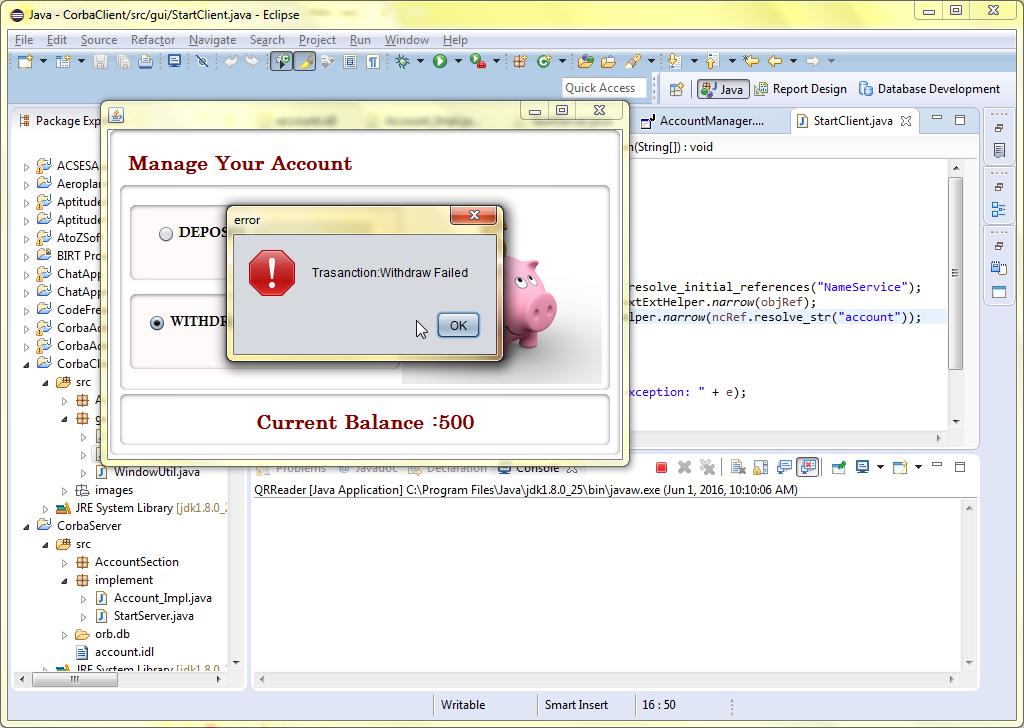 Java - CorbaClient/src/gui/StartClient.java - Eclipse
File Edit Source Refactor Navigate Search Project Run Window Help
Quick Access
Java Report Design Database Development
Package Exp
AccountManager....
StartClient.java
n(String[]) : void
Manage Your Account
error
Trasanction:Withdraw Failed
OK
DEPOS
WITHDR
Current Balance :500
ACSESA
Aeroplan
Aptitude
Aptitude
AtoZSof
BIRT Pro
ChatApp
ChatApp
CodeFre
CorbaAc
CorbaAc
CorbaCl
src
WindowUtil.java
images
JRE System Library [jdk1.8.0_2
CorbaServer
src
AccountSection
implement
Account_Impl.java
StartServer.java
orb.db
account.idl
JRE System Library [jdk1.8.0
resolve_initial_references("NameService");
xtExtHelper.narrow(objRef);
lper.narrow(ncRef.resolve_str("account"));
xception: " + e);
Problems Javadoc Declaration Console
QRReader [Java Application] C:\Program Files\Java\jdk1.8.0_25\bin\javaw.exe (Jun 1, 2016, 10:10:06 AM)
Writable Smart Insert 16 : 50